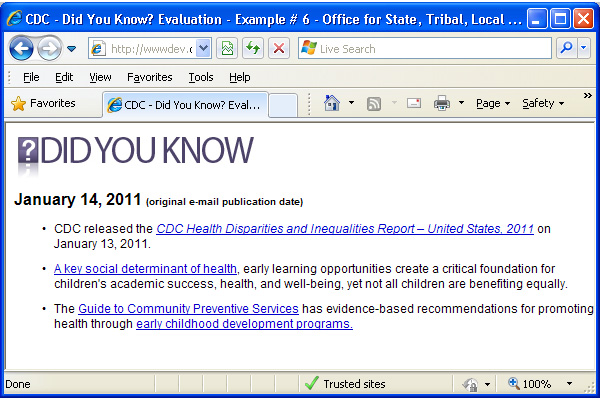 CDC - Did You Know? Evaluation - Example # 6 - Office for State, Tribal, Local ...
http://wwwdev.c
Live Search
File Edit View Favorites Tools Help
Favorites
CDC - Did You Know? Eval...
Page
Safety
»
? DID YOU KNOW
January 14, 2011 (original e-mail publication date)
• CDC released the CDC Health Disparities and Inequalities Report – United States, 2011 on
January 13, 2011.
• A key social determinant of health, early learning opportunities create a critical foundation for
children's academic success, health, and well-being, yet not all children are benefiting equally.
• The Guide to Community Preventive Services has evidence-based recommendations for promoting
health through early childhood development programs.
Done
Trusted sites
100%